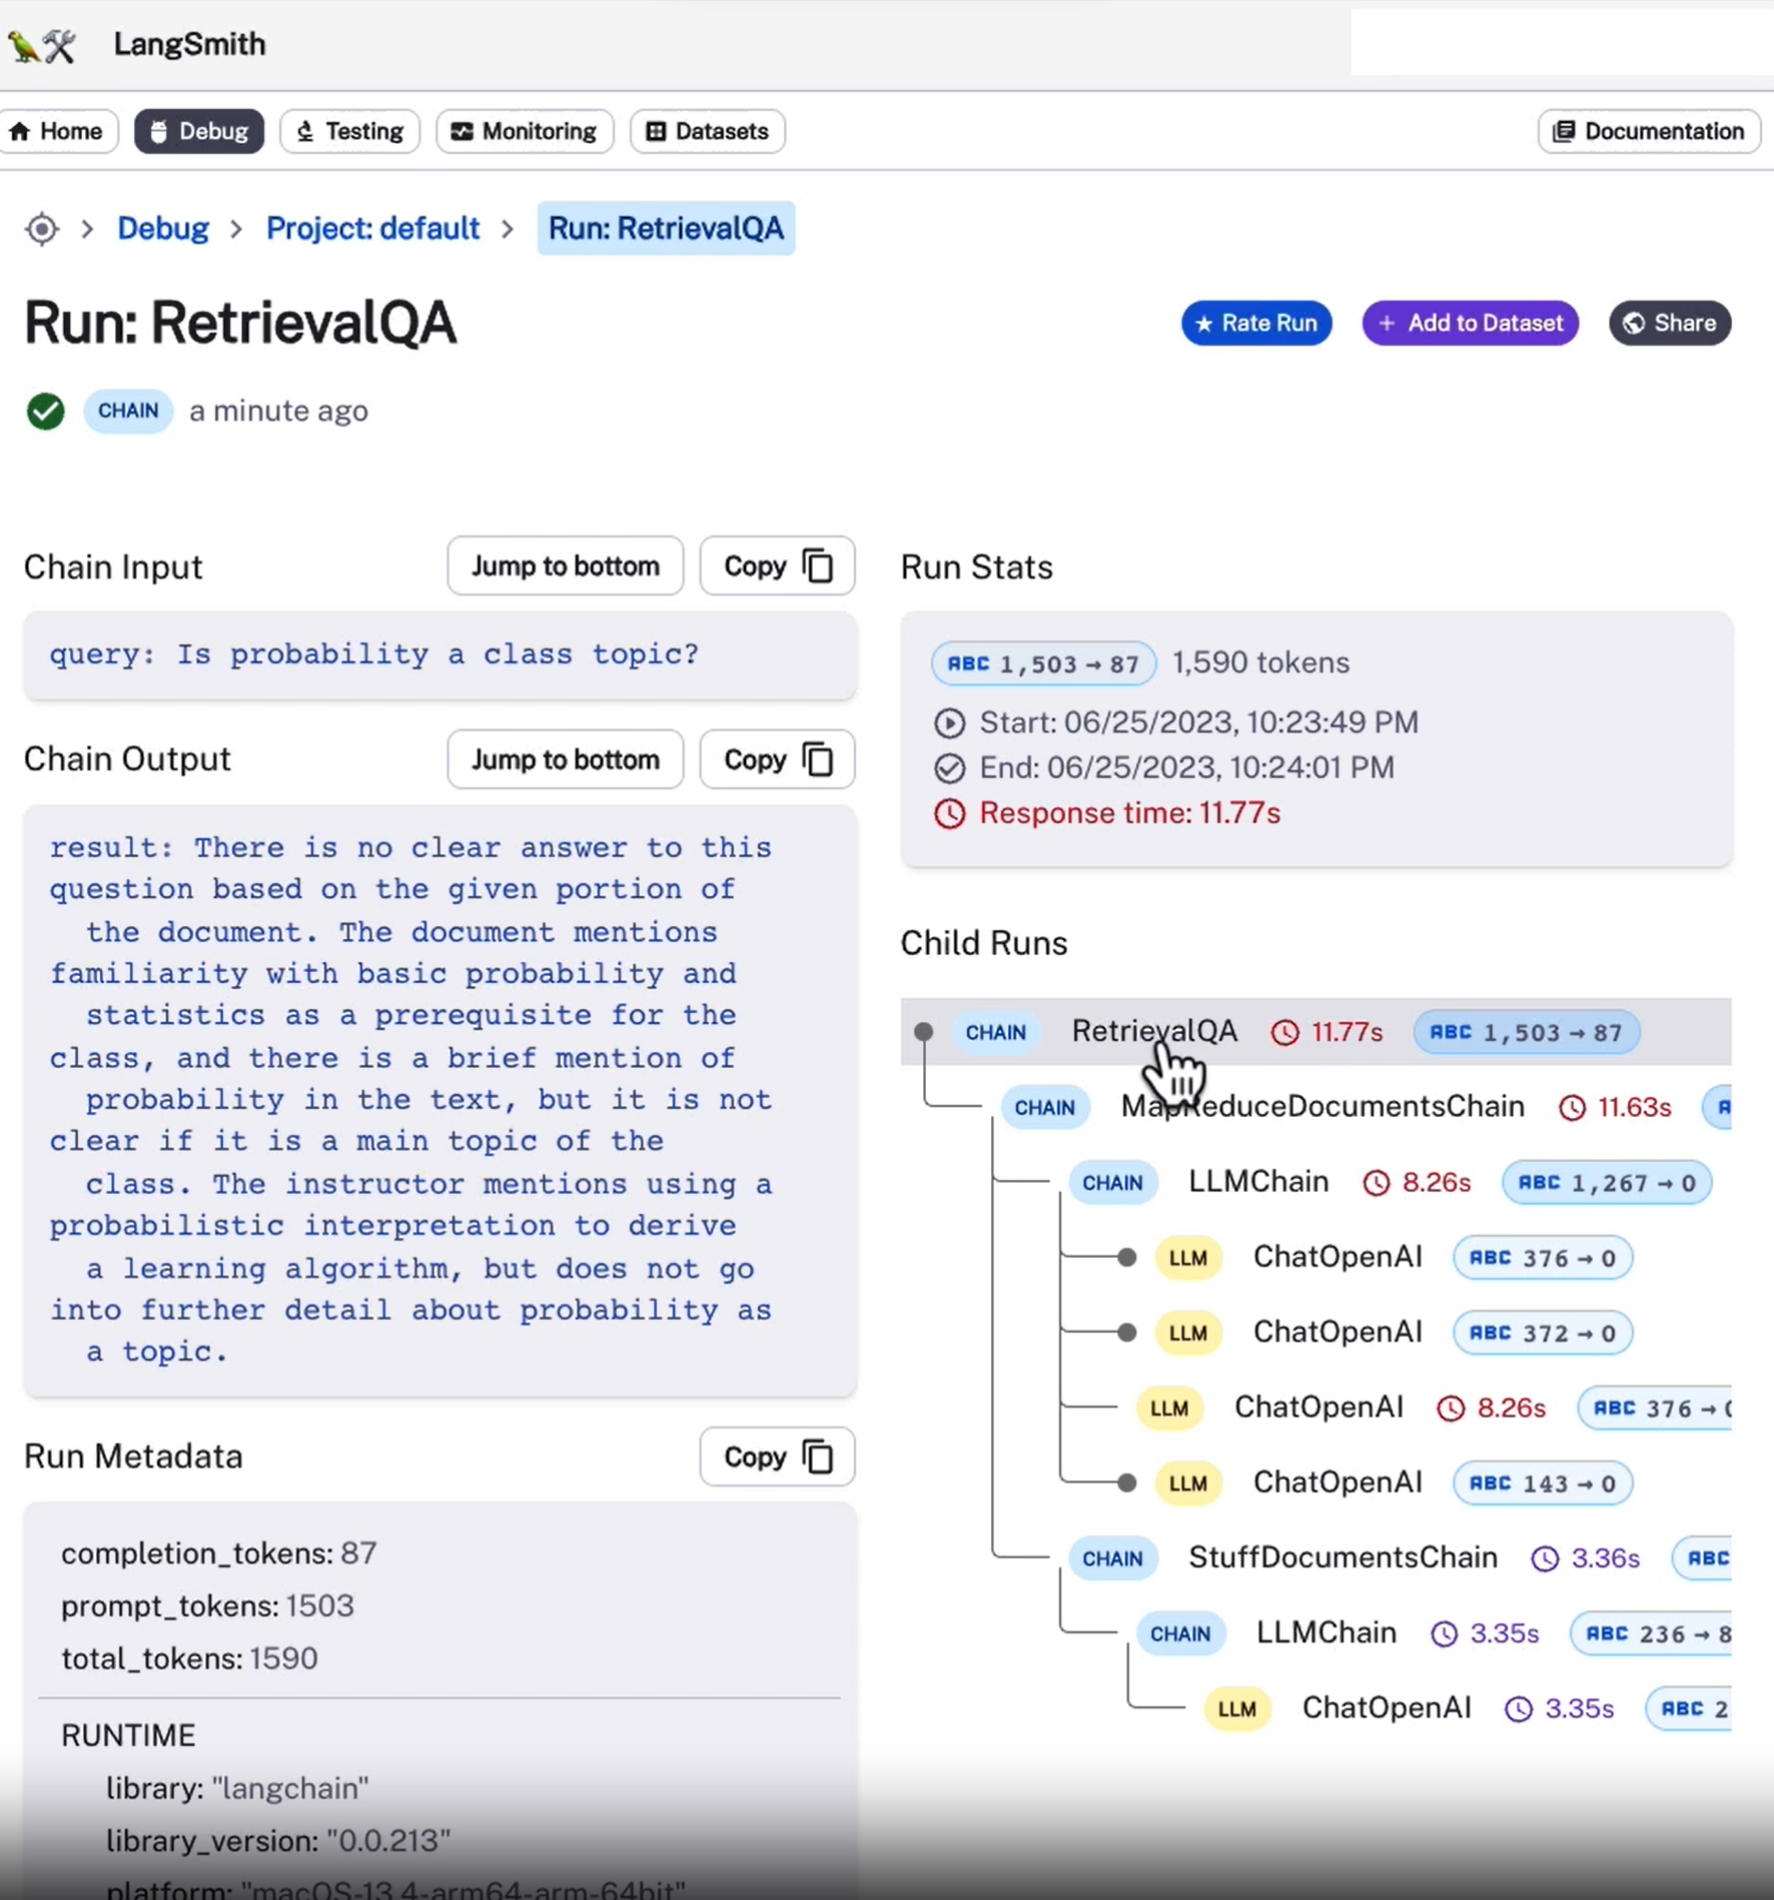 LangSmith
Home
Debug
Testing
Monitoring
Datasets
Documentation
Debug
Project: default
Run: RetrievalQA
Run: RetrievalQA
Rate Run
Add to Dataset
Share
CHAIN
a minute ago
Chain Input
Jump to bottom
Copy
query: Is probability a class topic?
Chain Output
Jump to bottom
Copy
result: There is no clear answer to this
question based on the given portion of
the document. The document mentions
familiarity with basic probability and
statistics as a prerequisite for the
class, and there is a brief mention of
probability in the text, but it is not
clear if it is a main topic of the
class. The instructor mentions using a
probabilistic interpretation to derive
a learning algorithm, but does not go
into further detail about probability as
a topic.
Run Metadata
Copy
completion_tokens: 87
prompt_tokens: 1503
total_tokens: 1590
RUNTIME
library: "langchain"
library_version: "0.0.213"
platform: "macOS-13.4-arm64-arm-64bit"
Run Stats
ABC 1,503 → 87 1,590 tokens
Start: 06/25/2023, 10:23:49 PM
End: 06/25/2023, 10:24:01 PM
Response time: 11.77s
Child Runs
CHAIN RetrievalQA 11.77s ABC 1,503 → 87
CHAIN MapReduceDocumentsChain 11.63s
CHAIN LLMChain 8.26s ABC 1,267 → 0
LLM ChatOpenAI ABC 376 → 0
LLM ChatOpenAI ABC 372 → 0
LLM ChatOpenAI 8.26s ABC 376 →
LLM ChatOpenAI ABC 143 → 0
CHAIN StuffDocumentsChain 3.36s ABC
CHAIN LLMChain 3.35s ABC 236 → 8
LLM ChatOpenAI 3.35s ABC 2